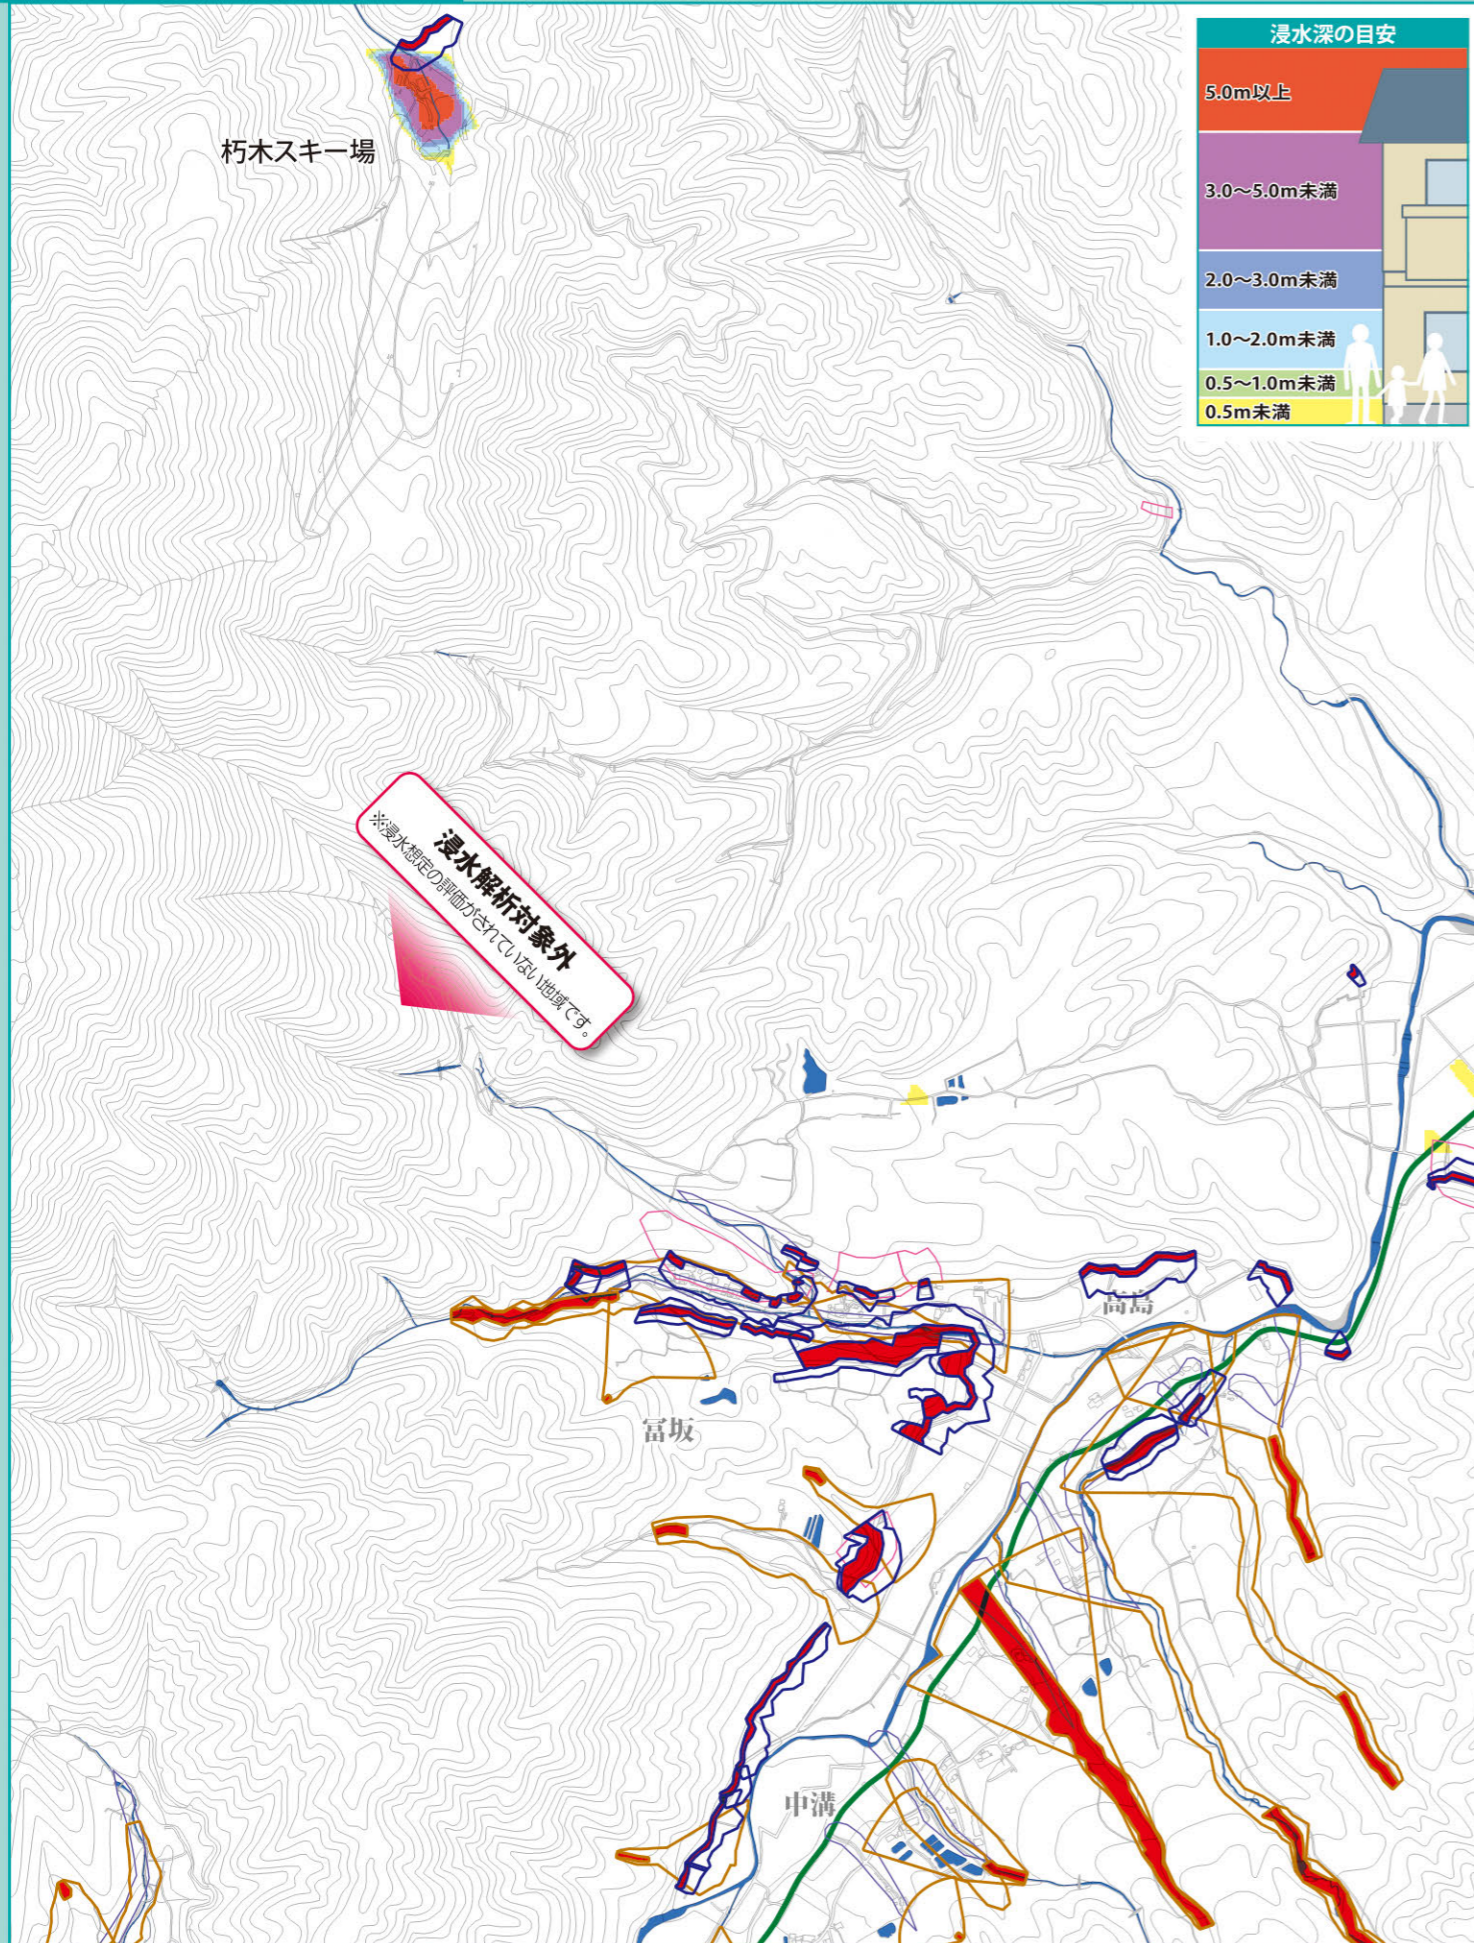 浸水深の目安
5.0m以上
3.0〜5.0m未満
2.0〜3.0m未満
1.0〜2.0m未満
0.5〜1.0m未満
0.5m未満
朽木スキー場
浸水解析対象外
※浸水想定の評価がされていない地域です。
高島
冨坂
中溝